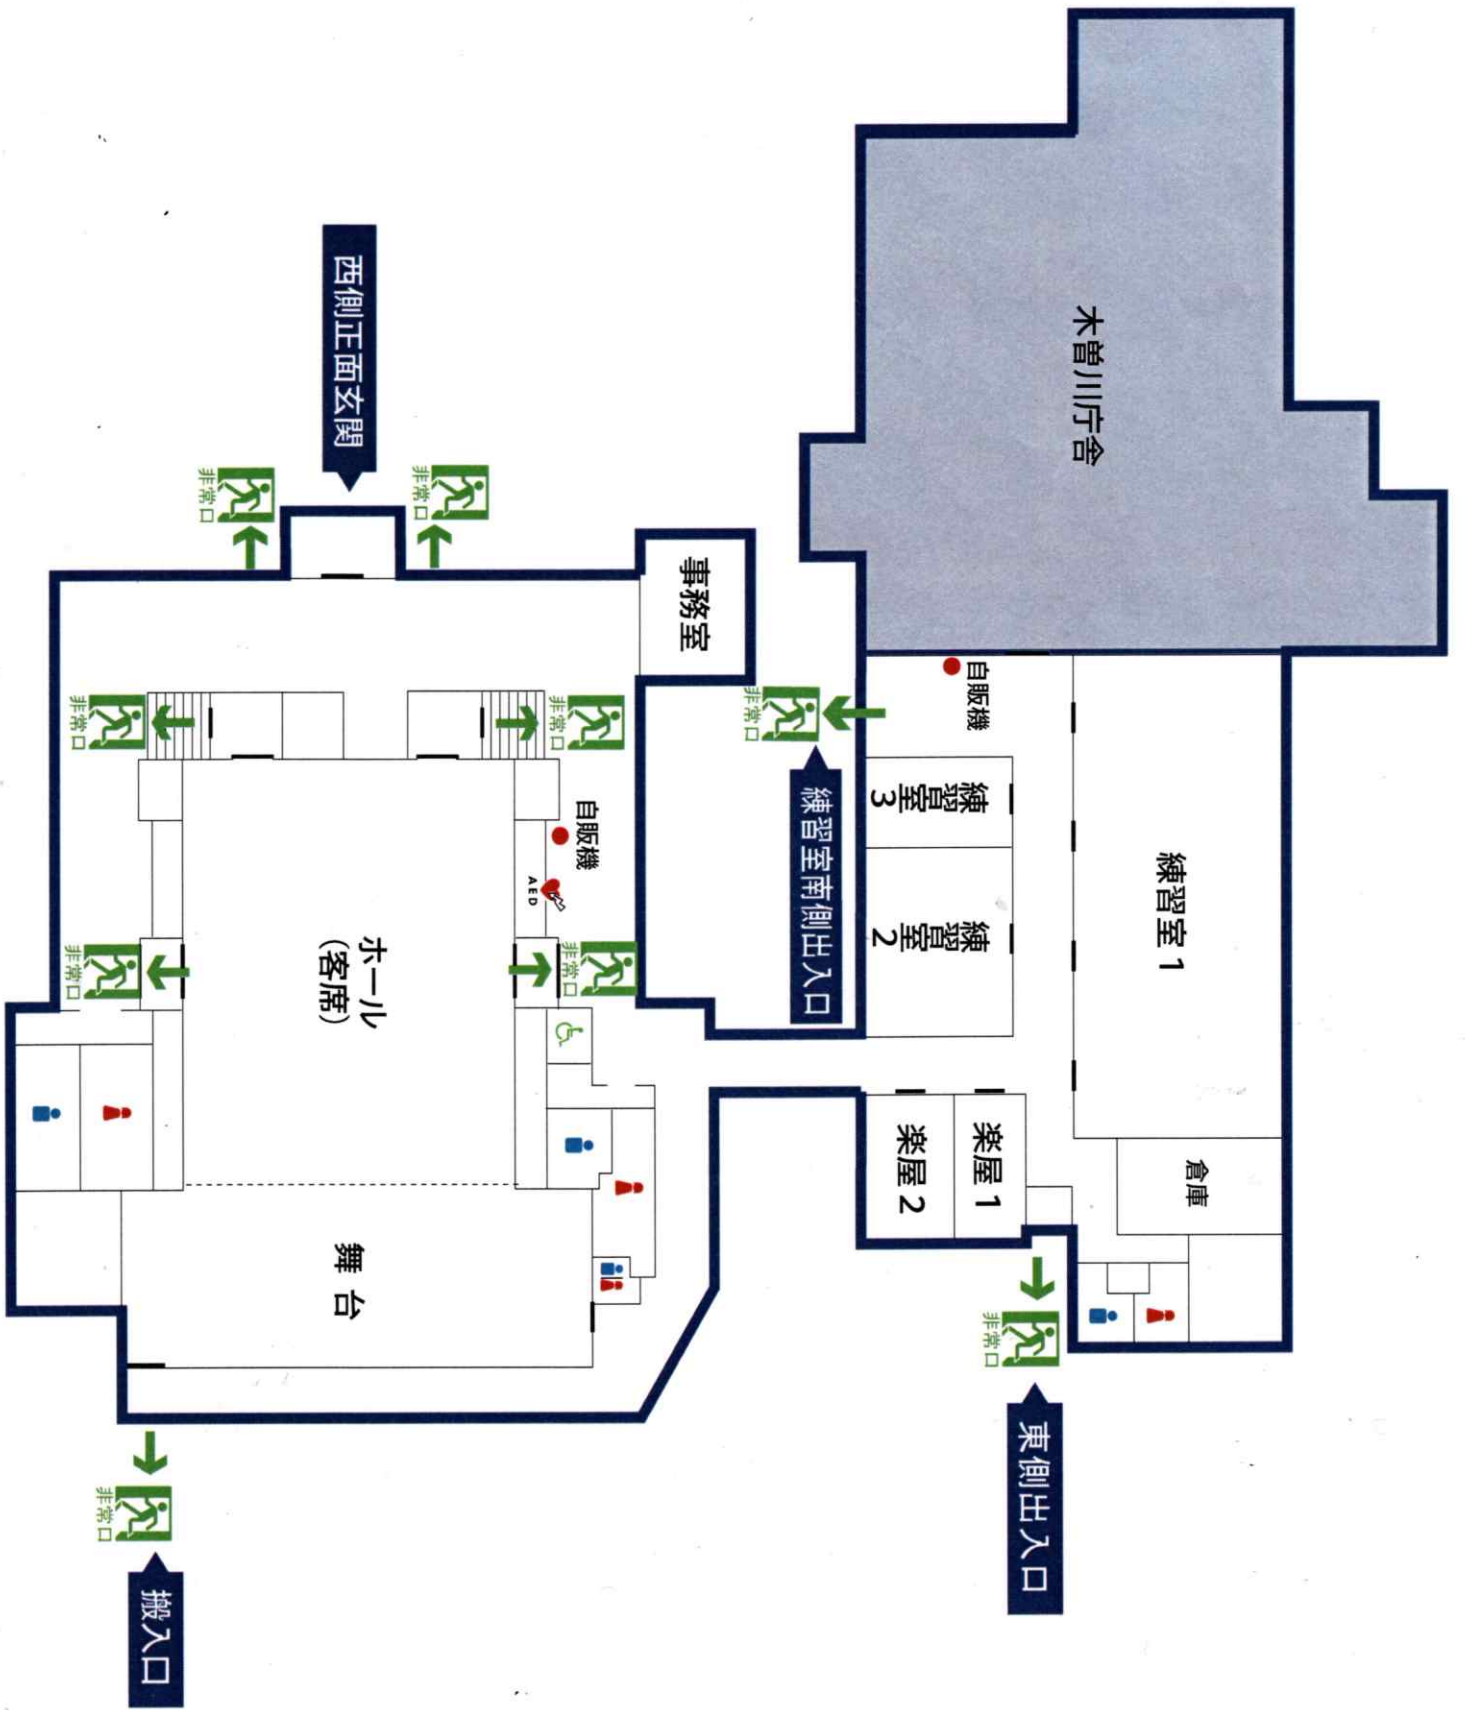 木曽川庁舎
練習室1
倉庫
自販機
練習室3
練習室2
楽屋1
楽屋2
非常口
東側出入口
非常口
練習室南側出入口
事務室
自販機
AED
非常口
非常口
非常口
西側正面玄関
ホール
(客席)
舞台
非常口
非常口
非常口
非常口
搬入口